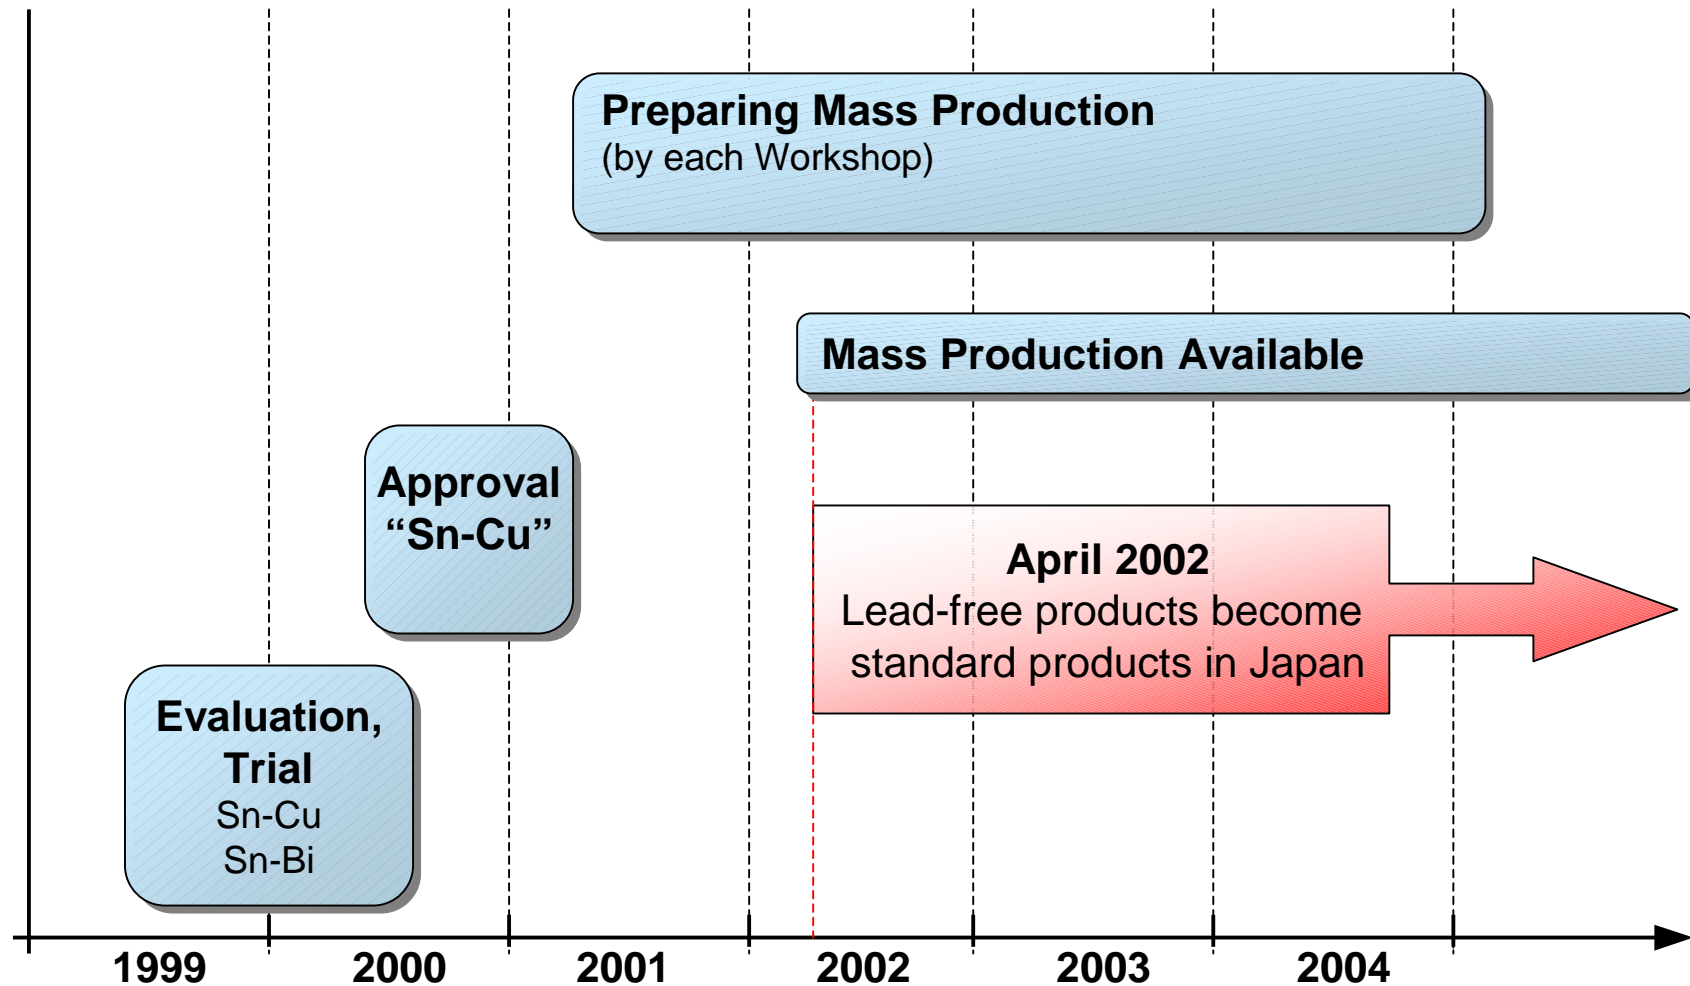 Preparing Mass Production
(by each Workshop)
Mass Production Available
Approval
“Sn-Cu”
April 2002
Lead-free products become
standard products in Japan
Evaluation,
Trial
Sn-Cu
Sn-Bi
1999 2000 2001 2002 2003 2004